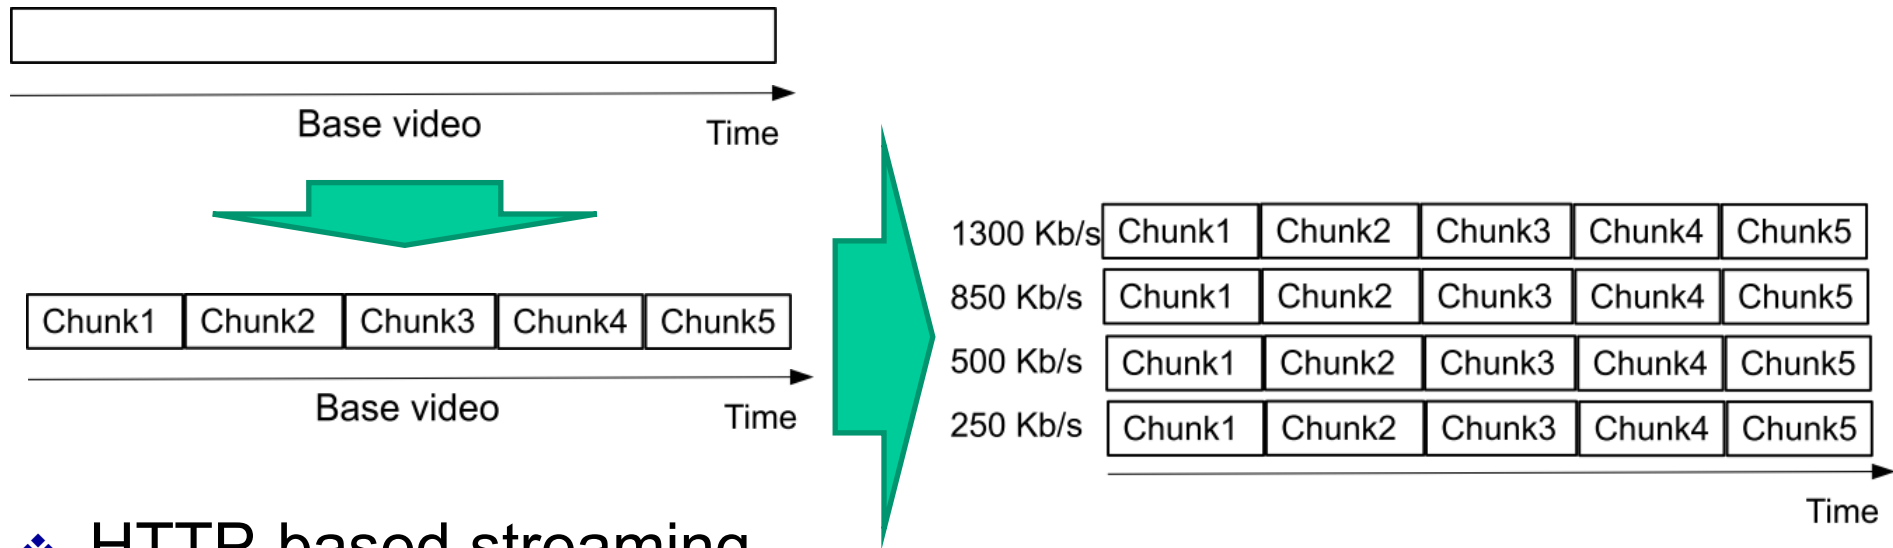 Base video
Time
Chunk1 Chunk2 Chunk3 Chunk4 Chunk5
Base video
Time
1300 Kb/s Chunk1 Chunk2 Chunk3 Chunk4 Chunk5
850 Kb/s Chunk1 Chunk2 Chunk3 Chunk4 Chunk5
500 Kb/s Chunk1 Chunk2 Chunk3 Chunk4 Chunk5
250 Kb/s Chunk1 Chunk2 Chunk3 Chunk4 Chunk5
Time
HTTP based streaming